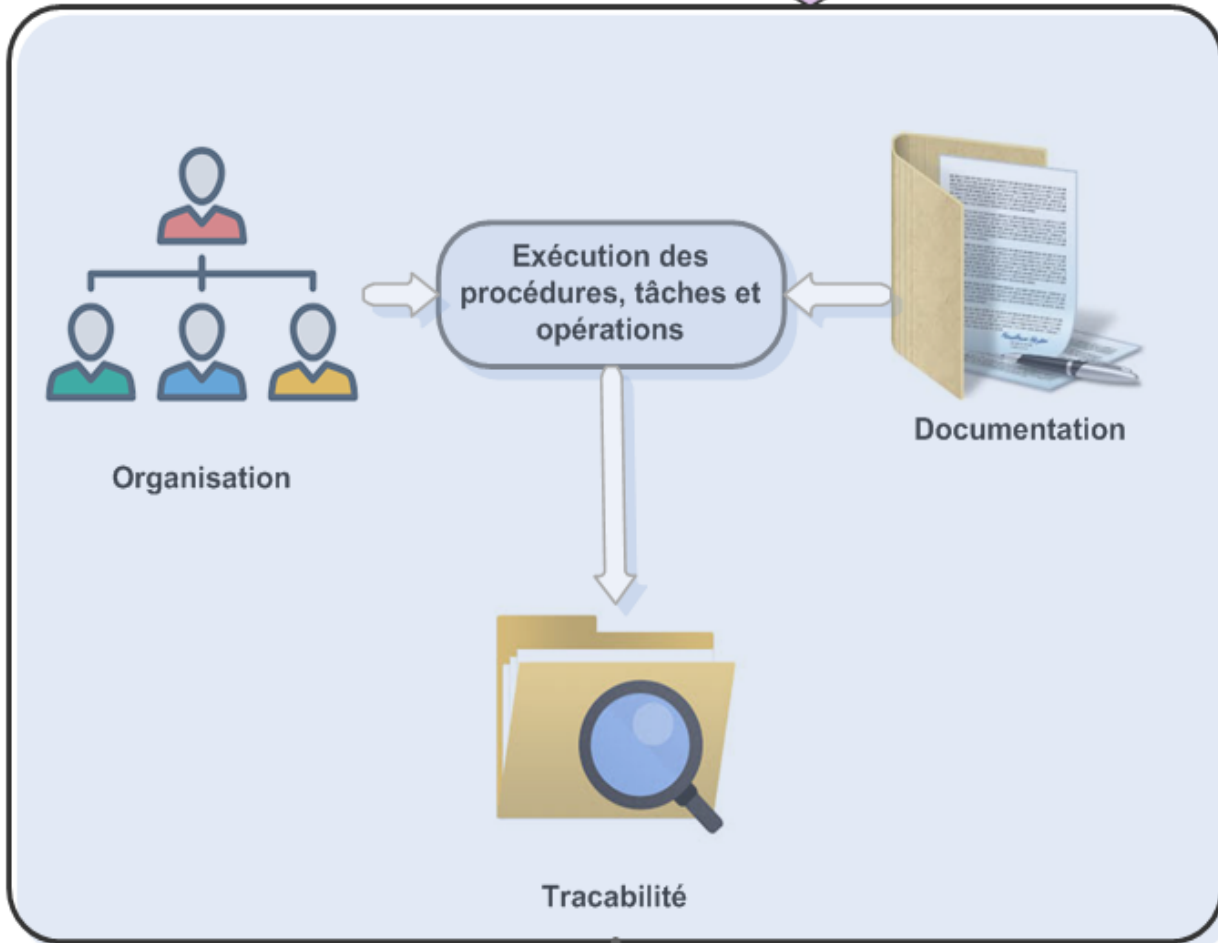 Exécution des
procédures, tâches et
opérations
Documentation
Organisation
Tracabilité